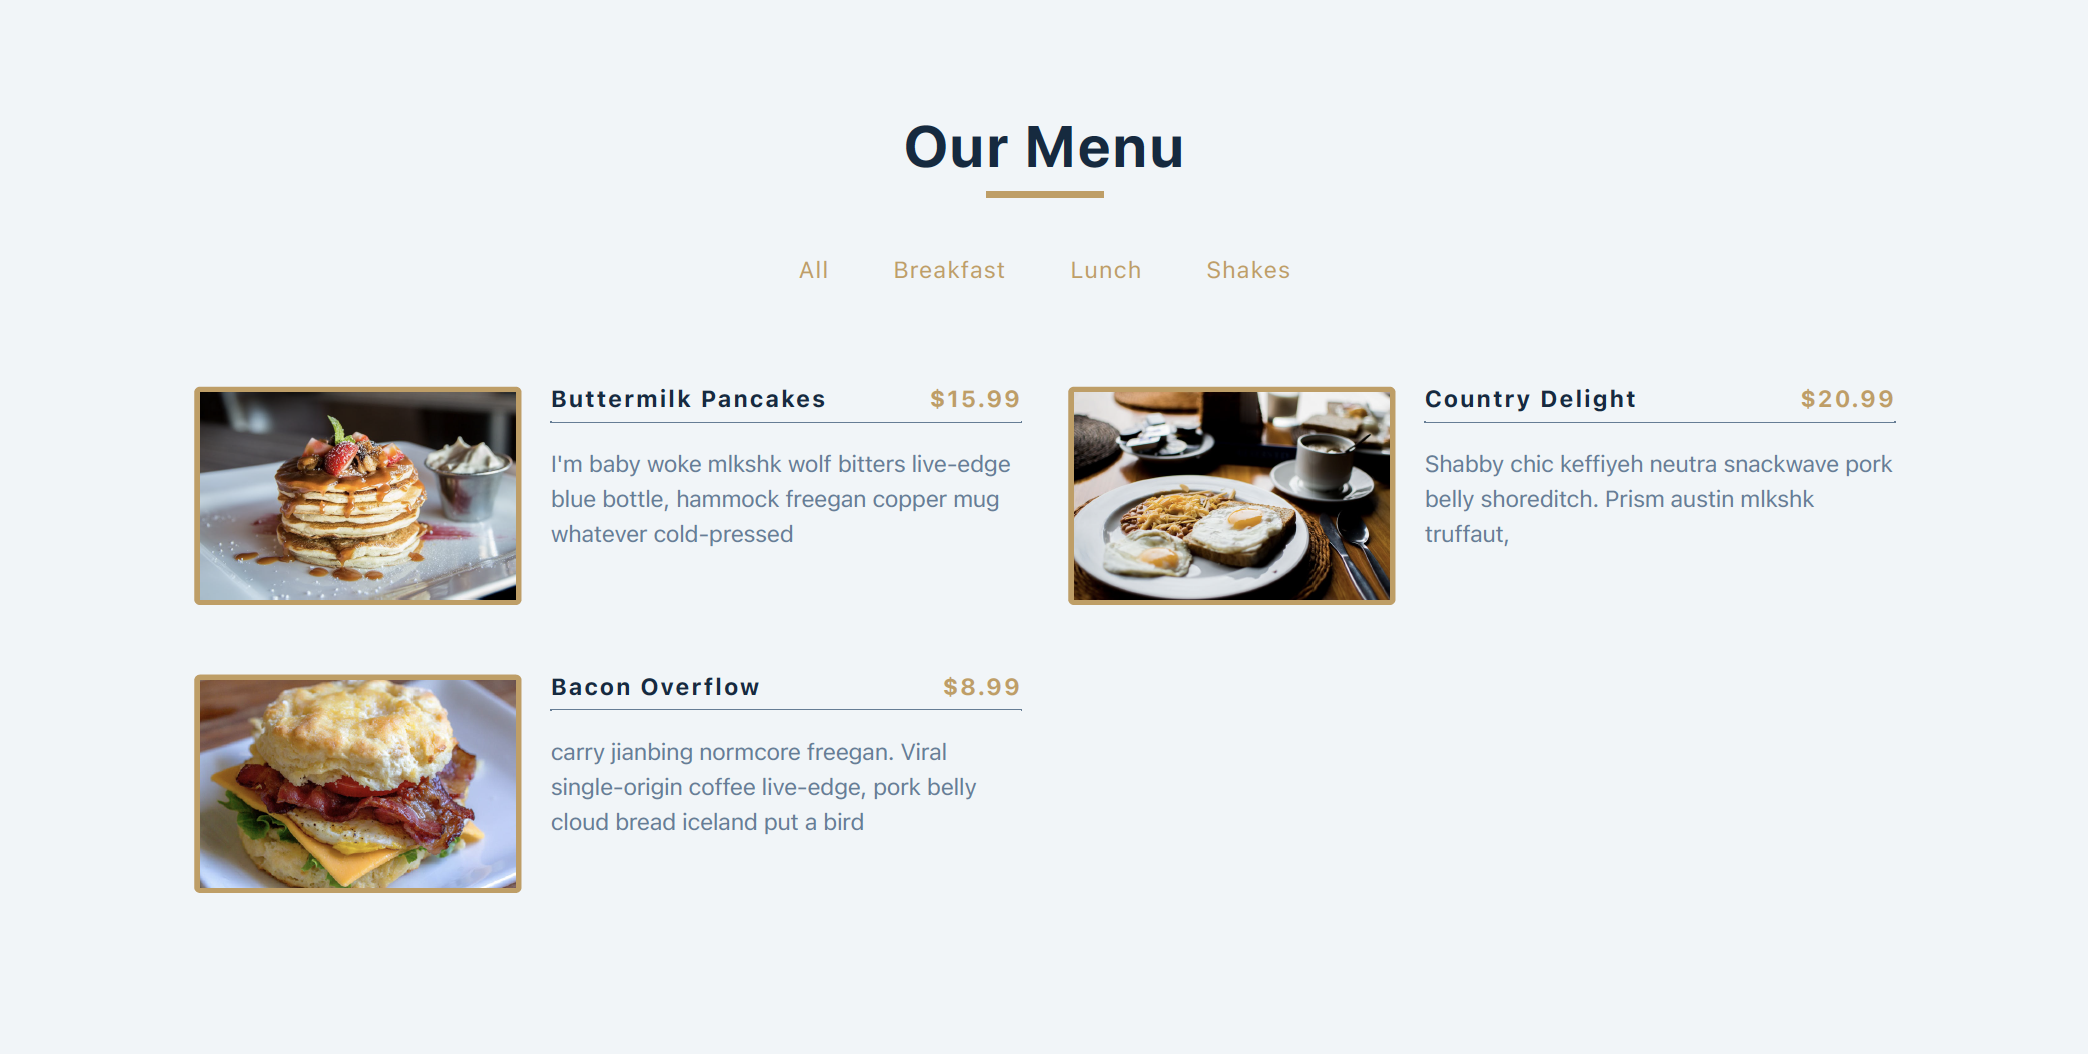 Our Menu
All Breakfast Lunch Shakes
Buttermilk Pancakes $15.99
I'm baby woke mlkshk wolf bitters live-edge
blue bottle, hammock freegan copper mug
whatever cold-pressed
Country Delight $20.99
Shabby chic keffiyeh neutra snackwave pork
belly shoreditch. Prism austin mlkshk
truffaut,
Bacon Overflow $8.99
carry jianbing normcore freegan. Viral
single-origin coffee live-edge, pork belly
cloud bread iceland put a bird